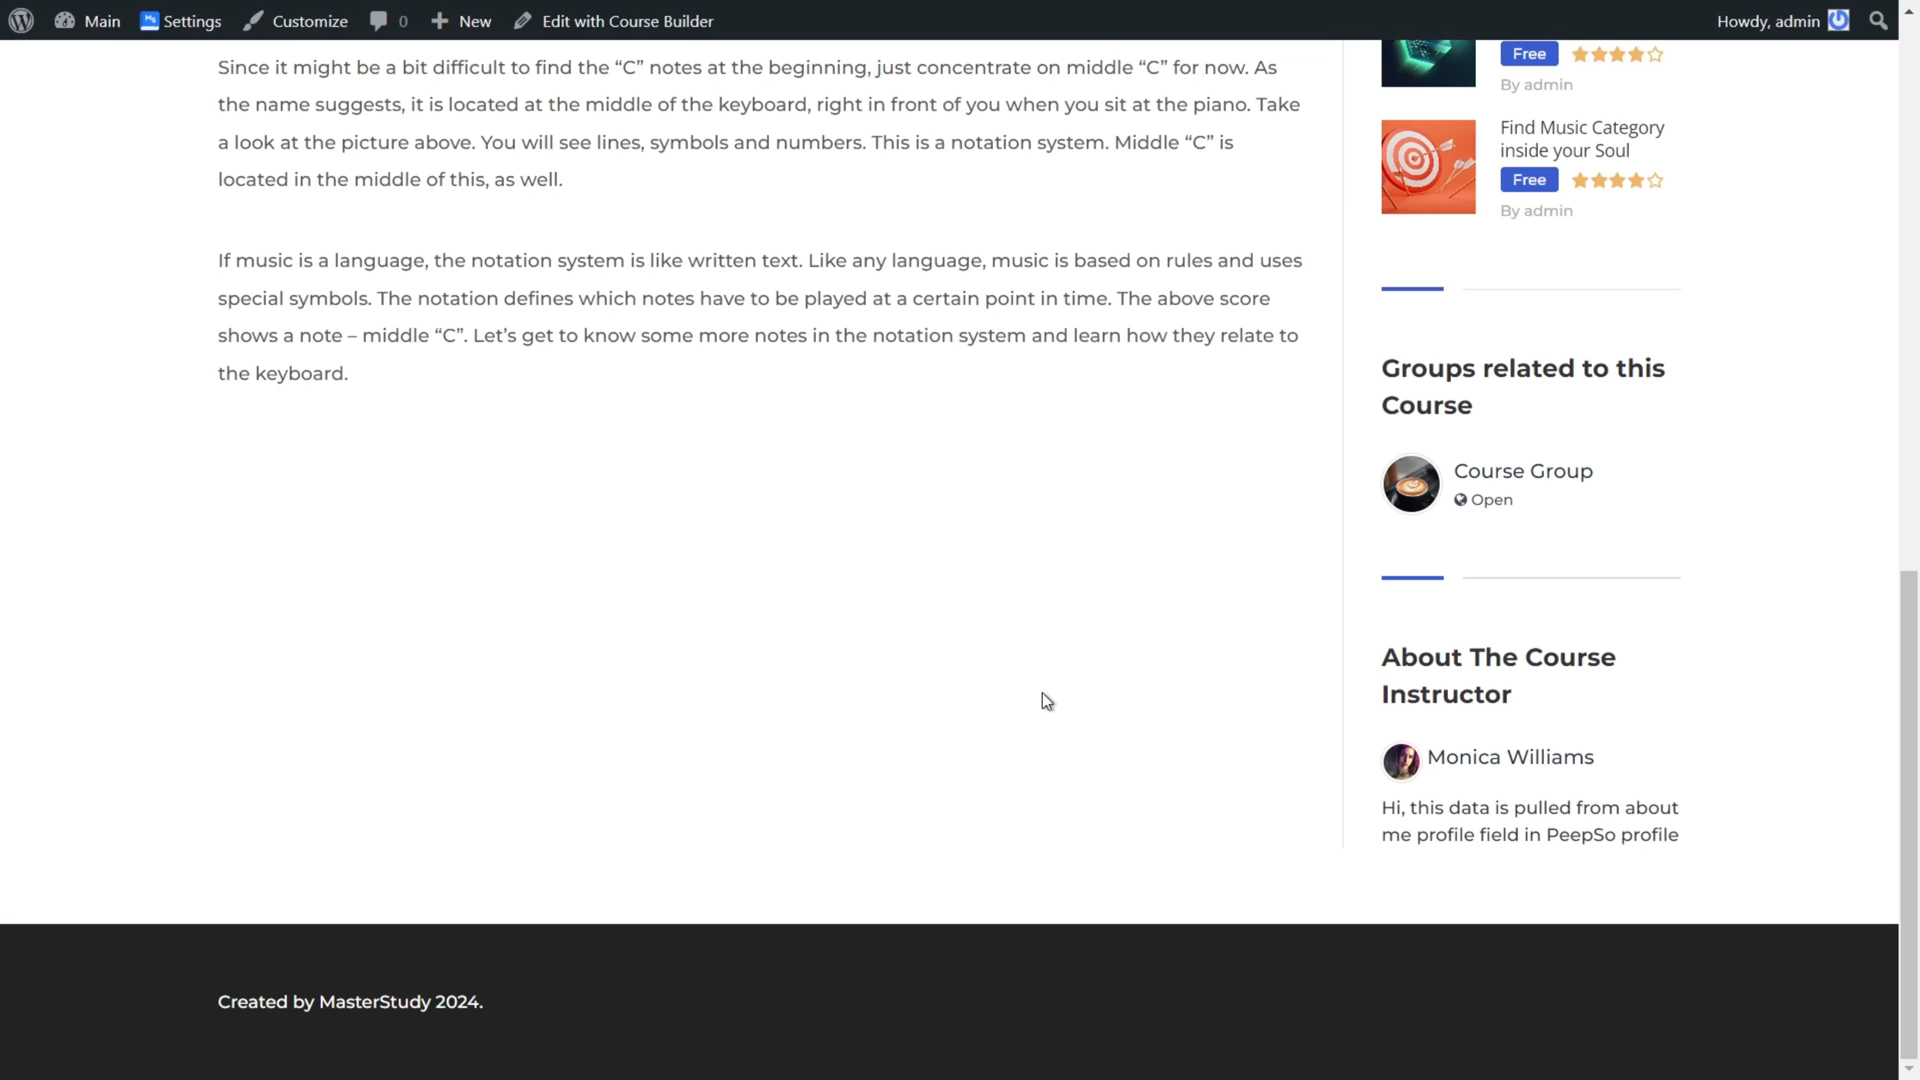 Main
Settings
Customize
0
New
Edit with Course Builder
Howdy, admin
Since it might be a bit difficult to find the “C” notes at the beginning, just concentrate on middle “C” for now. As
the name suggests, it is located at the middle of the keyboard, right in front of you when you sit at the piano. Take
a look at the picture above. You will see lines, symbols and numbers. This is a notation system. Middle “C” is
located in the middle of this, as well.
If music is a language, the notation system is like written text. Like any language, music is based on rules and uses
special symbols. The notation defines which notes have to be played at a certain point in time. The above score
shows a note – middle “C”. Let’s get to know some more notes in the notation system and learn how they relate to
the keyboard.
Free
By admin
Find Music Category
inside your Soul
Free
By admin
Groups related to this
Course
Course Group
Open
About The Course
Instructor
Monica Williams
Hi, this data is pulled from about
me profile field in PeepSo profile
Created by MasterStudy 2024.